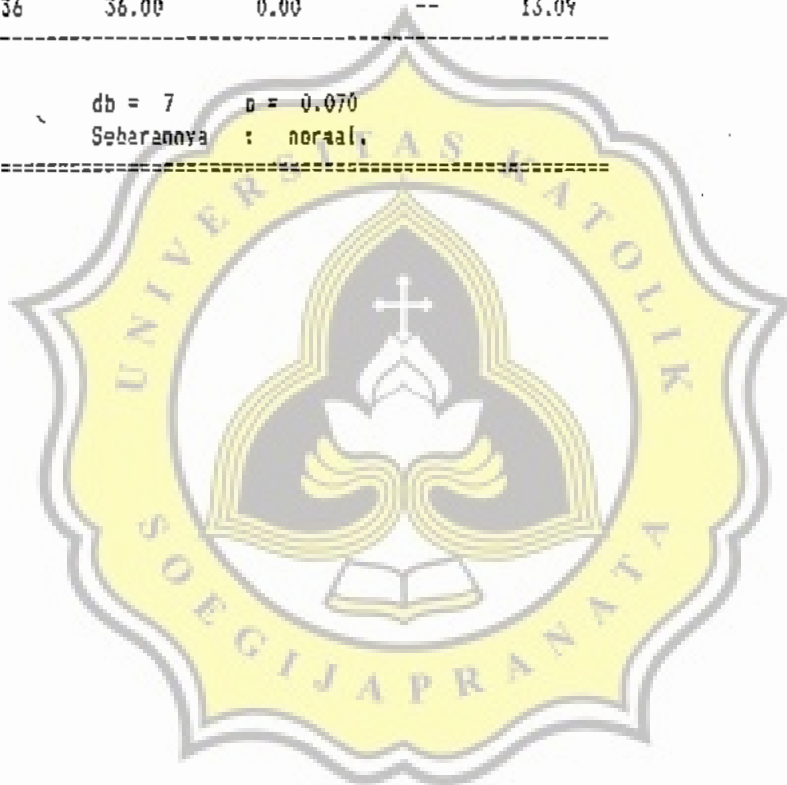 36 36.00 0.00 -- 13.09
---------------------------------------------
db = 7 p = 0.070
Sebarannya : normal.
=============================================
UNIVERSITAS KATOLIK
SOEGIJAPRANATA